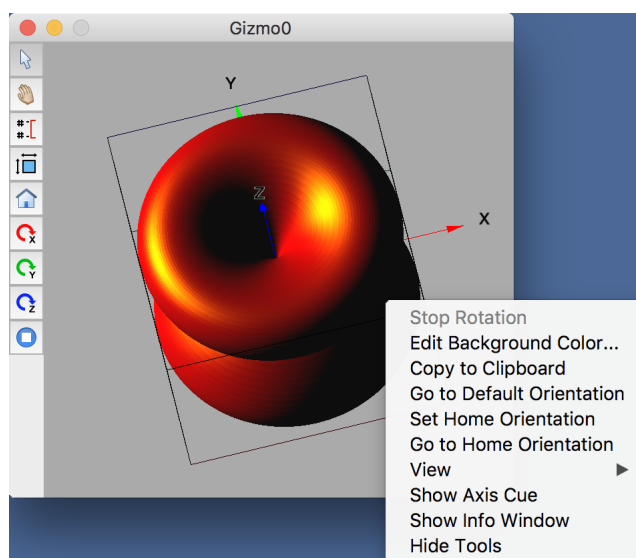 Gizmo0
#
#
X
Y
Z
Y
Z
X
Stop Rotation
Edit Background Color...
Copy to Clipboard
Go to Default Orientation
Set Home Orientation
Go to Home Orientation
View
Show Axis Cue
Show Info Window
Hide Tools